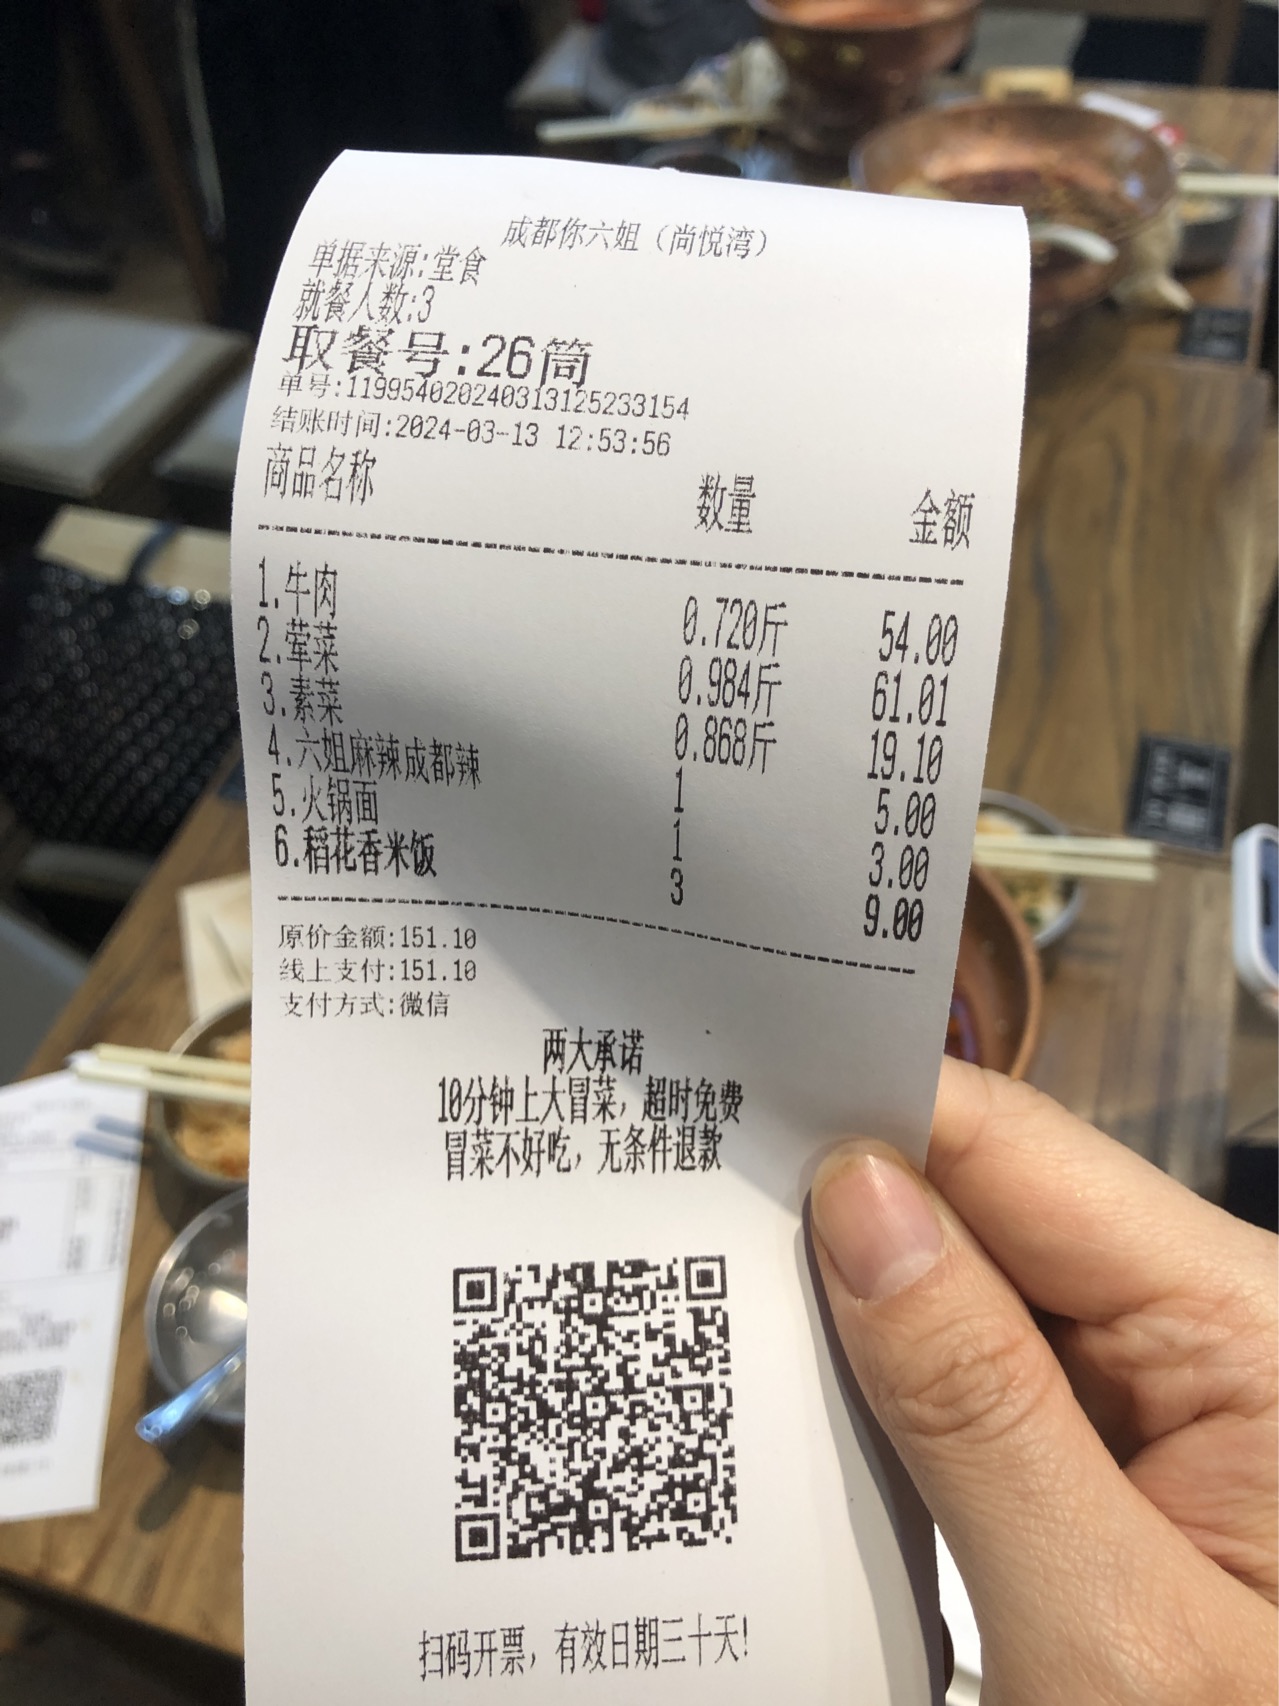 成都你六姐（尚悦湾）
单据来源:堂食
就餐人数:3
取餐号:26筒
单号:11995402024031312523​3154
结账时间:2024-03-13 12:53:56
商品名称 数量 金额
1.牛肉 0.720斤 54.00
2.荤菜 0.984斤 61.01
3.素菜 0.868斤 19.10
4.六姐麻辣成都辣 1 5.00
5.火锅面 1 3.00
6.稻花香米饭 3 9.00
原价金额:151.10
线上支付:151.10
支付方式:微信
两大承诺
10分钟上大冒菜，超时免费
冒菜不好吃，无条件退款
扫码开票，有效日期三十天!